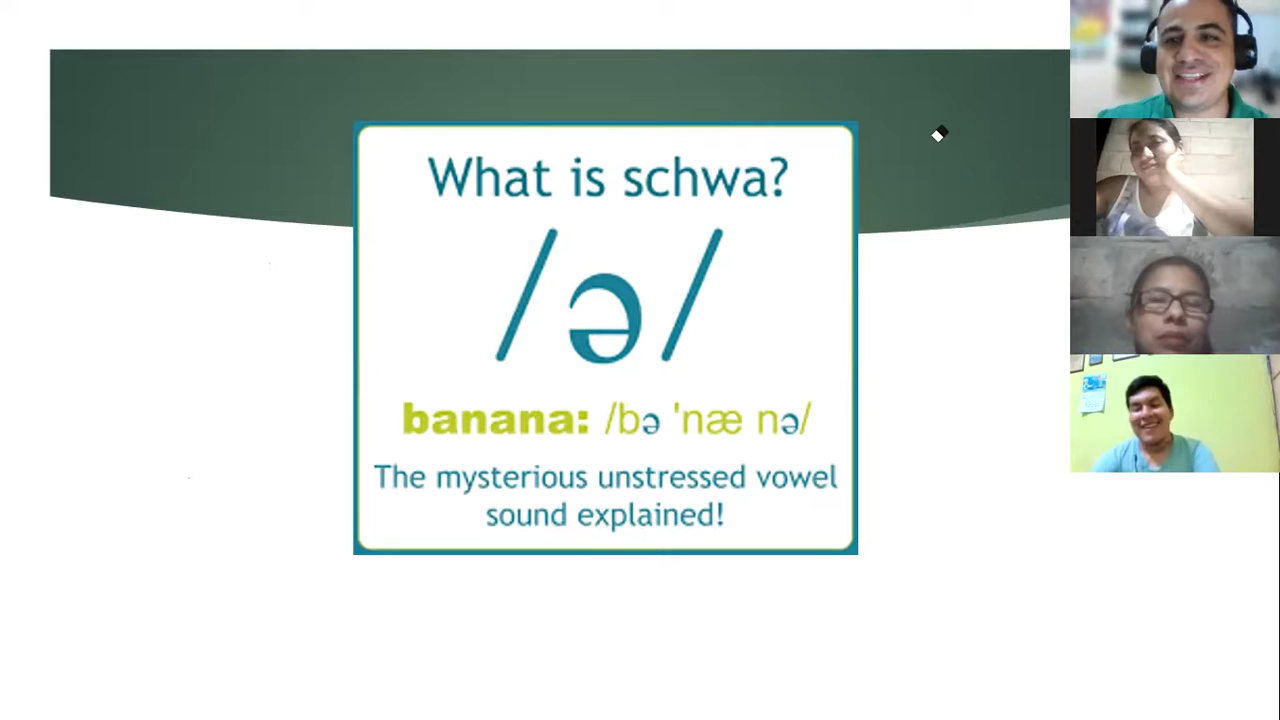 What is schwa?
/ə/
banana: /bə 'næ nə/
The mysterious unstressed vowel
sound explained!